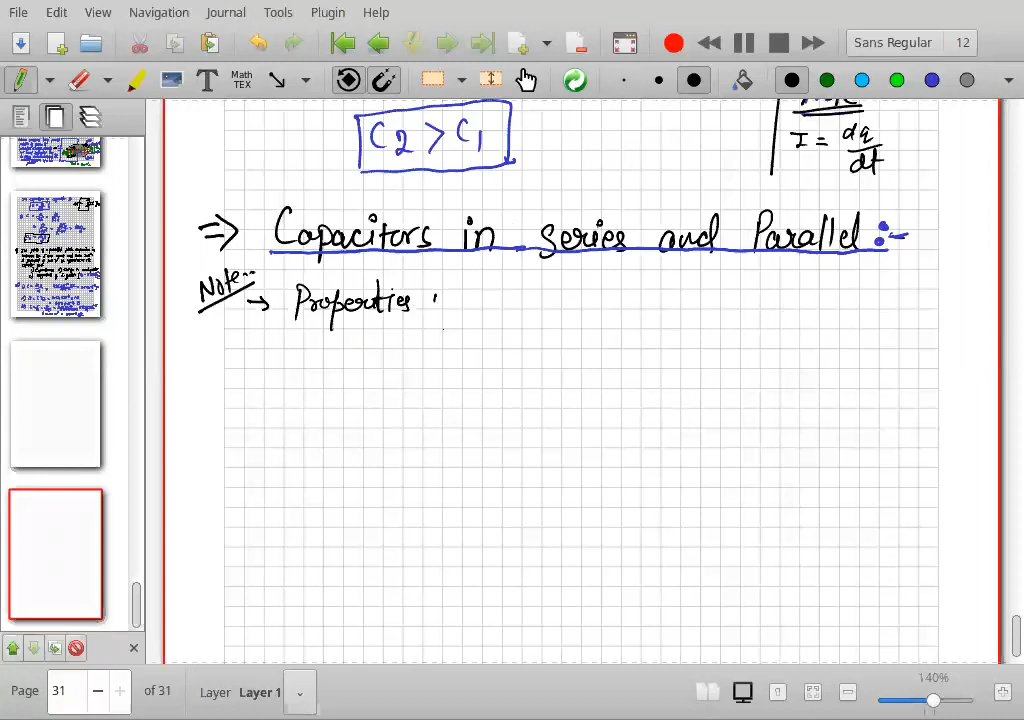 File Edit View Navigation Journal Tools Plugin Help
Sans Regular 12
Math
TEX
C2 > C1
I = dq/dt
⇒ Capacitors in series and Parallel :-
Note..
→ Properties
Page 31 of 31 Layer Layer 1 140%